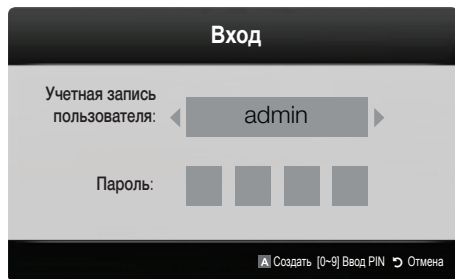 Вход
Учетная запись
пользователя:
admin
Пароль:
A Создать [0~9] Ввод PIN Отмена